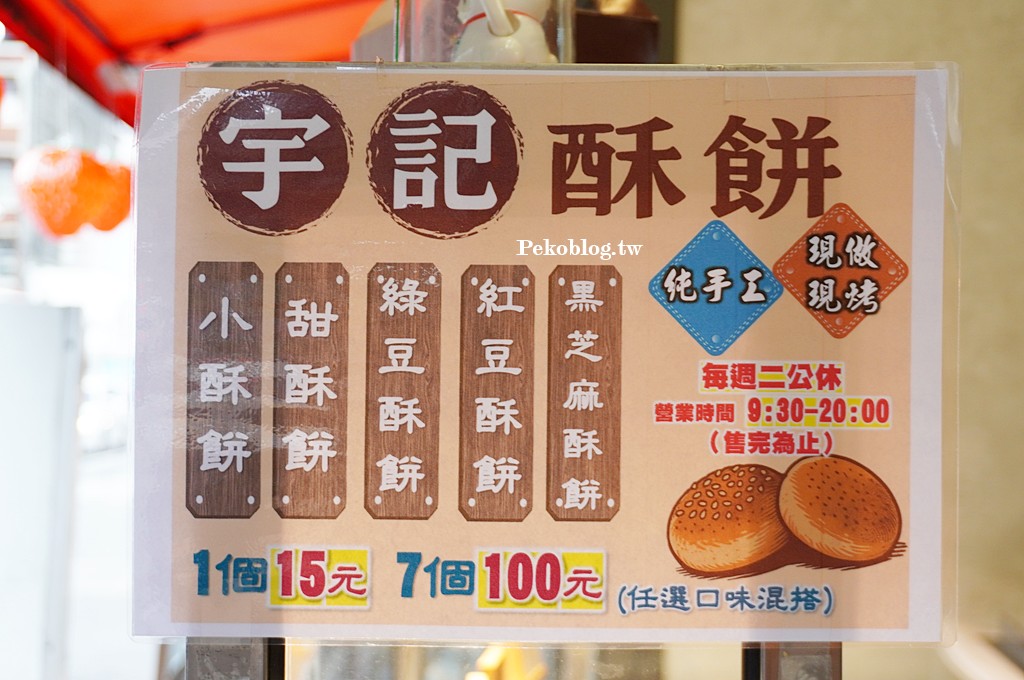 宇記酥餅
Pekoblog.tw
純手工
現做
現烤
小酥餅
甜酥餅
綠豆酥餅
紅豆酥餅
黑芝麻酥餅
每週二公休
營業時間 9:30-20:00
(售完為止)
1個15元 7個100元 (任選口味混搭)